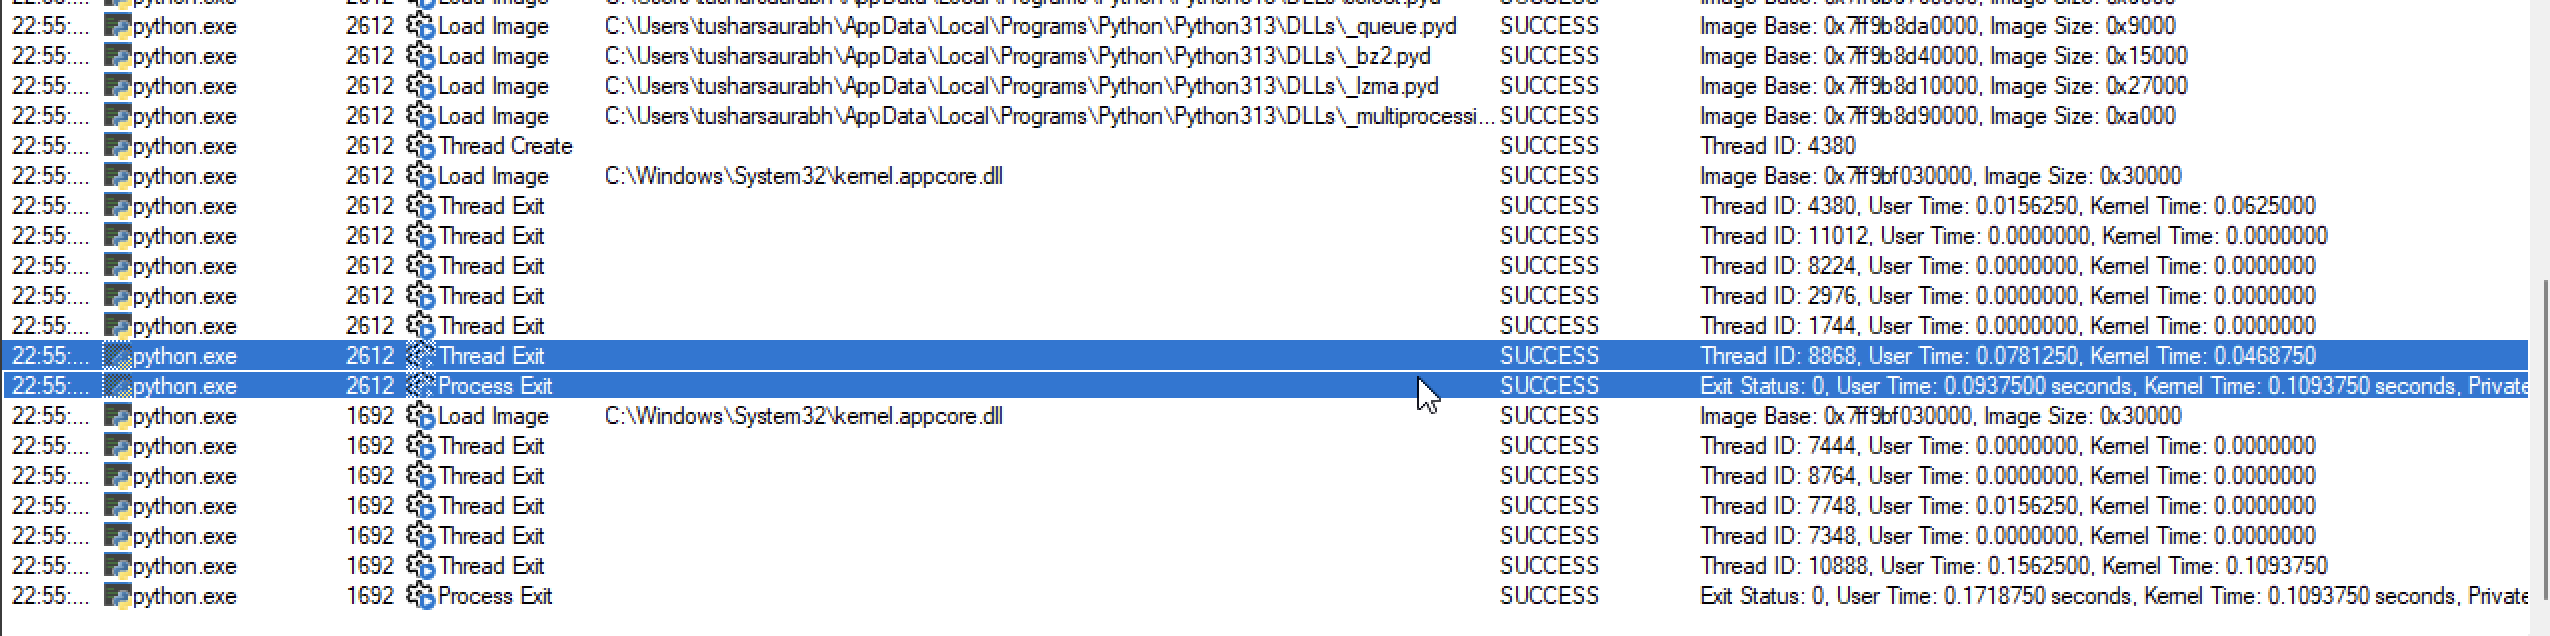 22:55:... python.exe 2612 Load Image C:\Users\tusharsaurabh\AppData\Local\Programs\Python\Python313\DLLs\select.pyd SUCCESS
22:55:... python.exe 2612 Load Image C:\Users\tusharsaurabh\AppData\Local\Programs\Python\Python313\DLLs\_queue.pyd SUCCESS Image Base: 0x7ff9b8da0000, Image Size: 0x9000
22:55:... python.exe 2612 Load Image C:\Users\tusharsaurabh\AppData\Local\Programs\Python\Python313\DLLs\_bz2.pyd SUCCESS Image Base: 0x7ff9b8d40000, Image Size: 0x15000
22:55:... python.exe 2612 Load Image C:\Users\tusharsaurabh\AppData\Local\Programs\Python\Python313\DLLs\_lzma.pyd SUCCESS Image Base: 0x7ff9b8d10000, Image Size: 0x27000
22:55:... python.exe 2612 Load Image C:\Users\tusharsaurabh\AppData\Local\Programs\Python\Python313\DLLs\_multiprocessi... SUCCESS Image Base: 0x7ff9b8d90000, Image Size: 0xa000
22:55:... python.exe 2612 Thread Create SUCCESS Thread ID: 4380
22:55:... python.exe 2612 Load Image C:\Windows\System32\kernel.appcore.dll SUCCESS Image Base: 0x7ff9bf030000, Image Size: 0x30000
22:55:... python.exe 2612 Thread Exit SUCCESS Thread ID: 4380, User Time: 0.0156250, Kernel Time: 0.0625000
22:55:... python.exe 2612 Thread Exit SUCCESS Thread ID: 11012, User Time: 0.0000000, Kernel Time: 0.0000000
22:55:... python.exe 2612 Thread Exit SUCCESS Thread ID: 8224, User Time: 0.0000000, Kernel Time: 0.0000000
22:55:... python.exe 2612 Thread Exit SUCCESS Thread ID: 2976, User Time: 0.0000000, Kernel Time: 0.0000000
22:55:... python.exe 2612 Thread Exit SUCCESS Thread ID: 1744, User Time: 0.0000000, Kernel Time: 0.0000000
22:55:... python.exe 2612 Thread Exit SUCCESS Thread ID: 8868, User Time: 0.0781250, Kernel Time: 0.0468750
22:55:... python.exe 2612 Process Exit SUCCESS Exit Status: 0, User Time: 0.0937500 seconds, Kernel Time: 0.1093750 seconds, Private
22:55:... python.exe 1692 Load Image C:\Windows\System32\kernel.appcore.dll SUCCESS Image Base: 0x7ff9bf030000, Image Size: 0x30000
22:55:... python.exe 1692 Thread Exit SUCCESS Thread ID: 7444, User Time: 0.0000000, Kernel Time: 0.0000000
22:55:... python.exe 1692 Thread Exit SUCCESS Thread ID: 8764, User Time: 0.0000000, Kernel Time: 0.0000000
22:55:... python.exe 1692 Thread Exit SUCCESS Thread ID: 7748, User Time: 0.0156250, Kernel Time: 0.0000000
22:55:... python.exe 1692 Thread Exit SUCCESS Thread ID: 7348, User Time: 0.0000000, Kernel Time: 0.0000000
22:55:... python.exe 1692 Thread Exit SUCCESS Thread ID: 10888, User Time: 0.1562500, Kernel Time: 0.1093750
22:55:... python.exe 1692 Process Exit SUCCESS Exit Status: 0, User Time: 0.1718750 seconds, Kernel Time: 0.1093750 seconds, Private